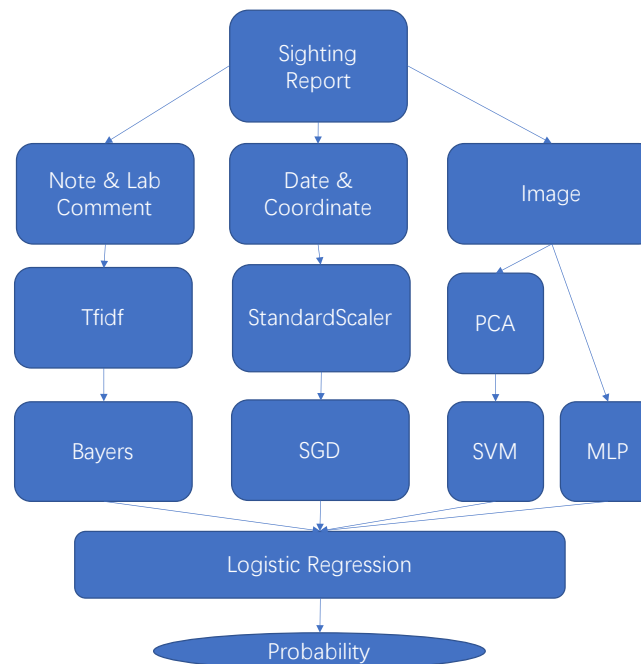 Sighting
Report
Note & Lab
Comment
Date &
Coordinate
Image
Tfidf
StandardScaler
PCA
Bayers
SGD
SVM
MLP
Logistic Regression
Probability